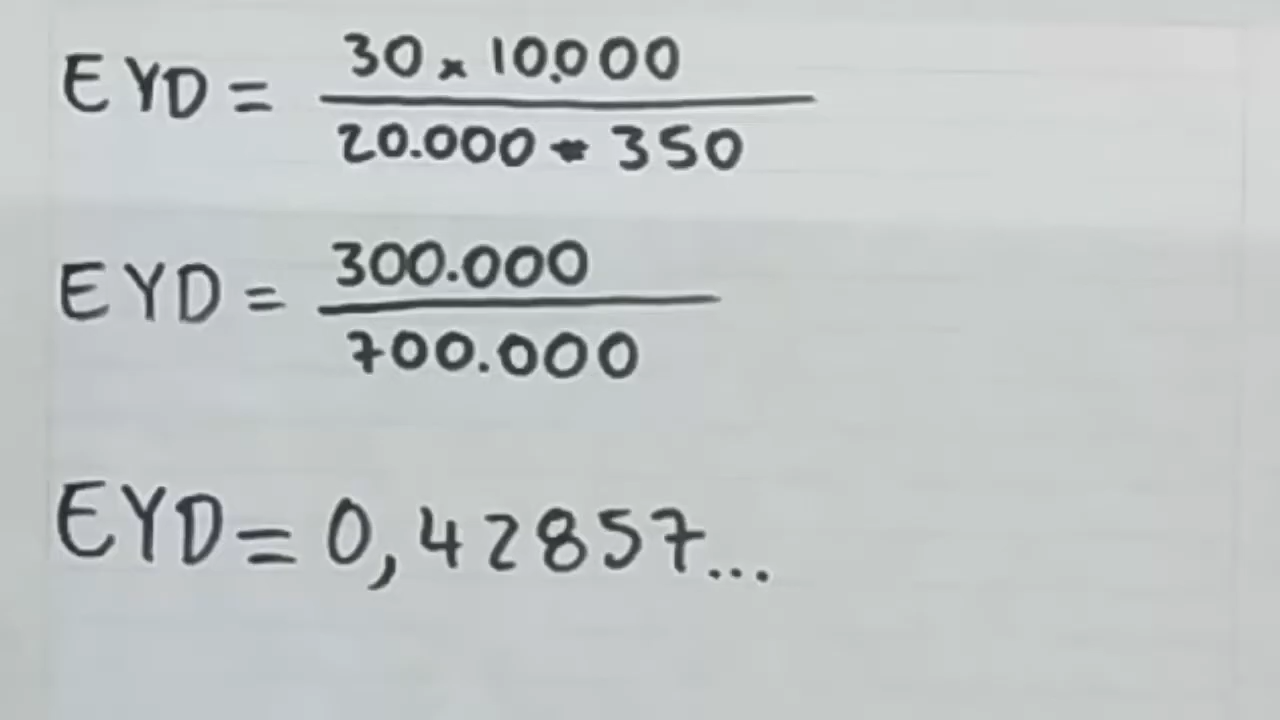 EYD = 30 x 10.000
20.000 * 350
EYD = 300.000
700.000
EYD = 0,42857...